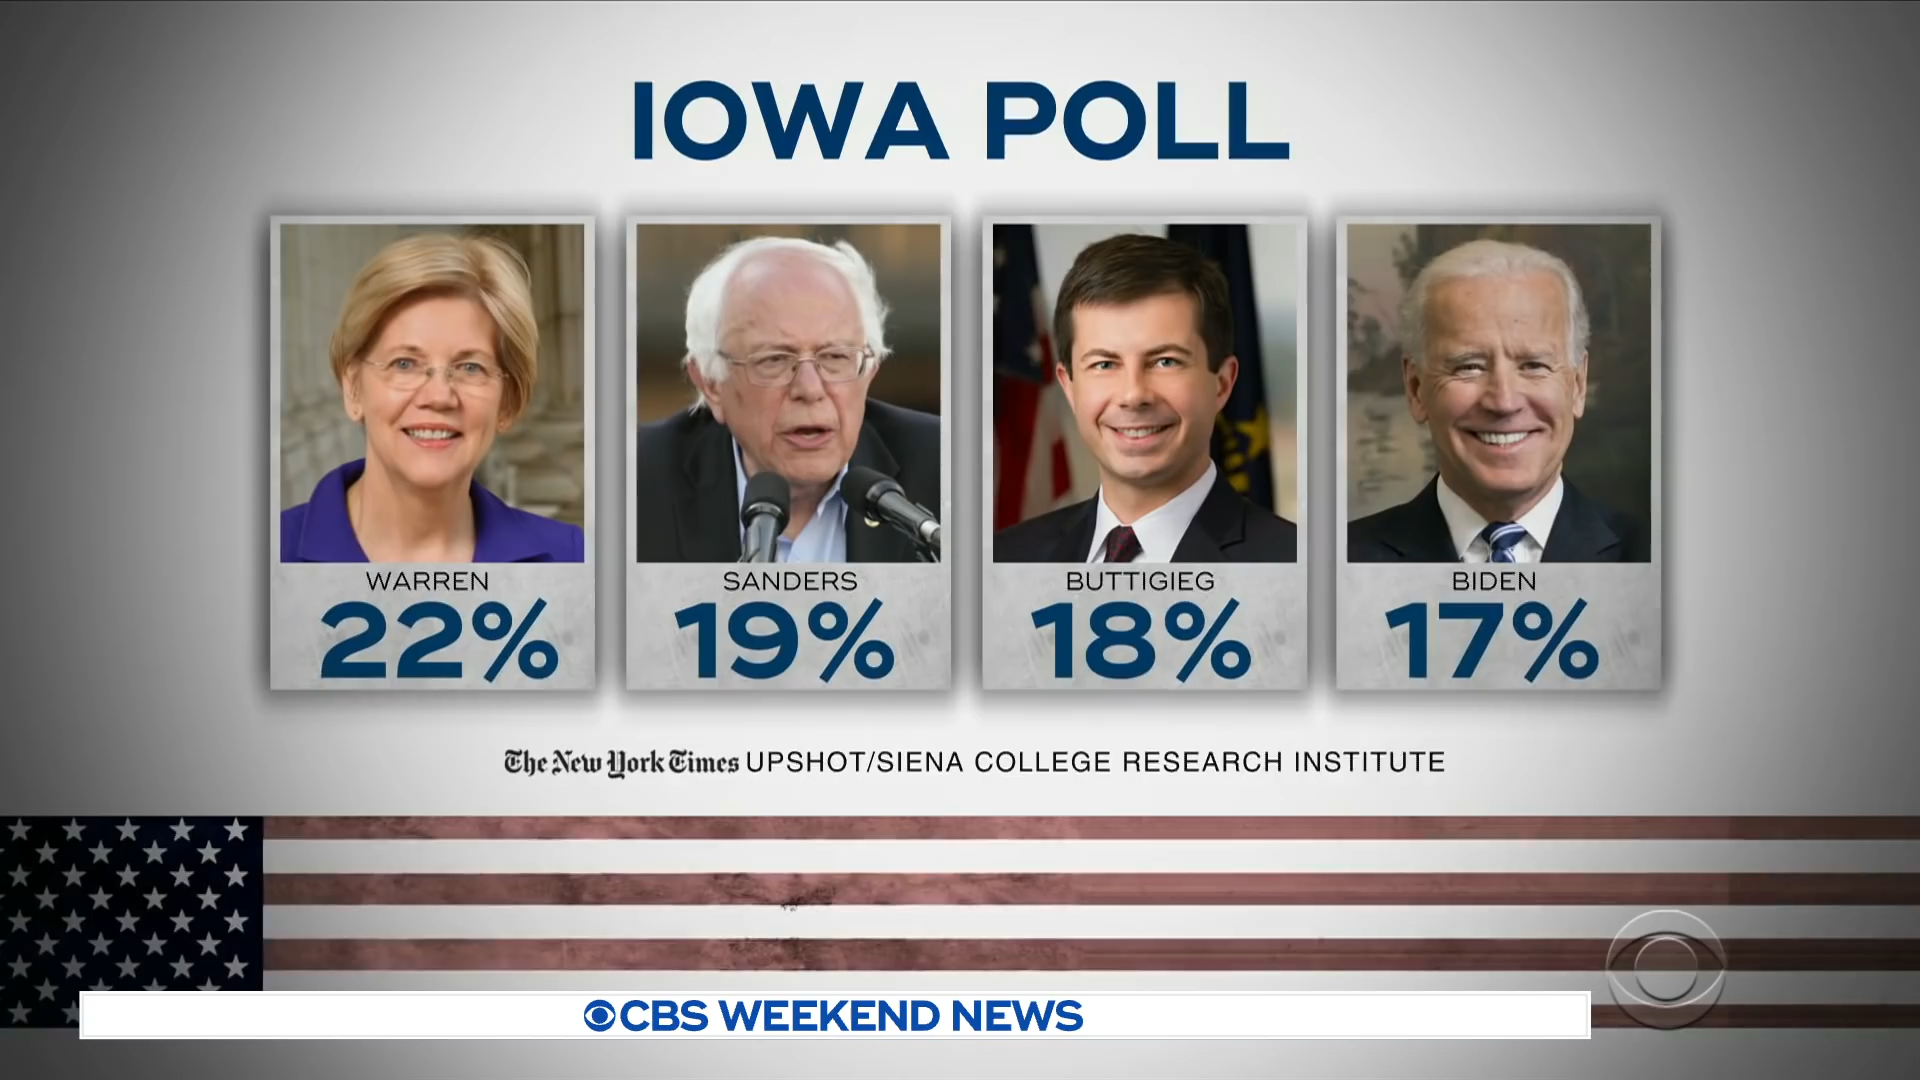 IOWA POLL
WARREN
22%
SANDERS
19%
BUTTIGIEG
18%
BIDEN
17%
The New York Times UPSHOT/SIENA COLLEGE RESEARCH INSTITUTE
CBS WEEKEND NEWS